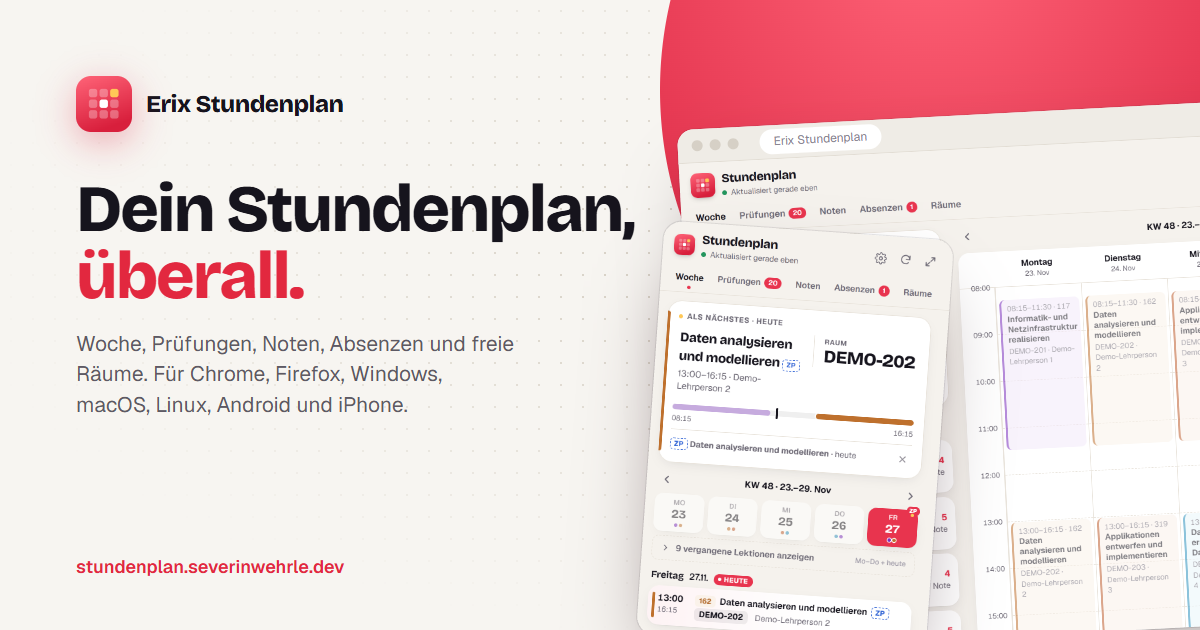 Erix Stundenplan
Dein Stundenplan,
überall.
Woche, Prüfungen, Noten, Absenzen und freie
Räume. Für Chrome, Firefox, Windows,
macOS, Linux, Android und iPhone.
stundenplan.severinwehrle.dev
Erix Stundenplan
Stundenplan
Aktualisiert gerade eben
Woche Prüfungen 20 Noten Absenzen 1 Räume
KW 48 · 23.–
Montag
23. Nov
Dienstag
24. Nov
08:00
09:00
10:00
11:00
12:00
13:00
14:00
15:00
08:15–11:30 · 117
Informatik- und
Netzinfrastruktur
realisieren
DEMO-201 · Demo-
Lehrperson 1
08:15–11:30 · 162
Daten
analysieren und
modellieren
DEMO-202 ·
Demo-Lehrperson
2
13:00–16:15 · 162
Daten
analysieren und
modellieren
DEMO-202 ·
Demo-Lehrperson
2
13:00–16:15 · 319
Applikationen
entwerfen und
implementieren
DEMO-203 ·
Demo-Lehrperson
3
Stundenplan
Aktualisiert gerade eben
Woche Prüfungen 20 Noten Absenzen 1 Räume
ALS NÄCHSTES · HEUTE
Daten analysieren
und modellieren ZP
13:00–16:15 · Demo-
Lehrperson 2
RAUM
DEMO-202
08:15 16:15
ZP Daten analysieren und modellieren · heute
KW 48 · 23.–29. Nov
MO
23
DI
24
MI
25
DO
26
FR
27
ZP
9 vergangene Lektionen anzeigen Mo–Do + heute
Freitag 27.11. HEUTE
13:00 162 Daten analysieren und modellieren ZP
16:15 DEMO-202 Demo-Lehrperson 2
4
5
4
Note